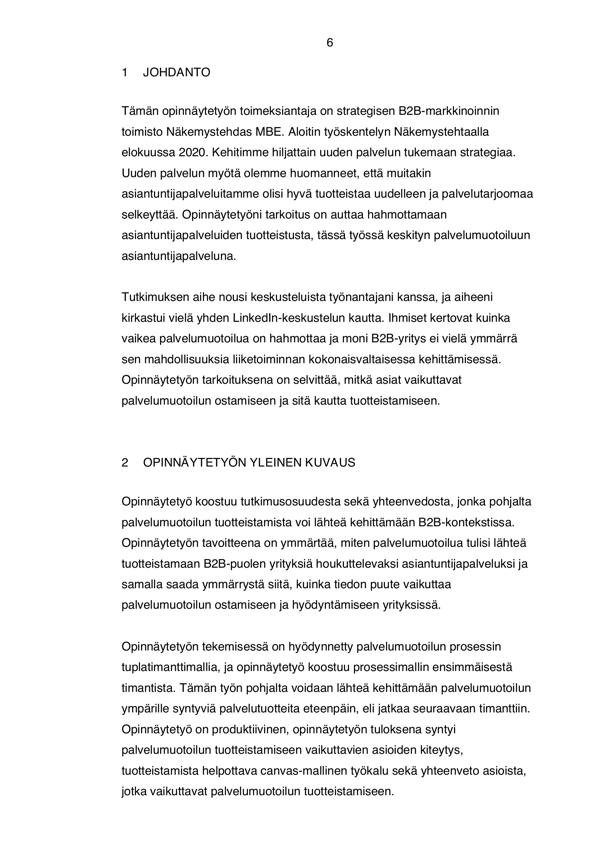 6
1 JOHDANTO
Tämän opinnäytetyön toimeksiantaja on strategisen B2B-markkinoinnin
toimisto Näkemystehdas MBE. Aloitin työskentelyn Näkemystehtaalla
elokuussa 2020. Kehitimme hiljattain uuden palvelun tukemaan strategiaa.
Uuden palvelun myötä olemme huomanneet, että muitakin
asiantuntijapalveluitamme olisi hyvä tuotteistaa uudelleen ja palvelutarjoomaa
selkeyttää. Opinnäytetyöni tarkoitus on auttaa hahmottamaan
asiantuntijapalveluiden tuotteistusta, tässä työssä keskityn palvelumuotoiluun
asiantuntijapalveluna.
Tutkimuksen aihe nousi keskusteluista työnantajani kanssa, ja aiheeni
kirkastui vielä yhden LinkedIn-keskustelun kautta. Ihmiset kertovat kuinka
vaikea palvelumuotoilua on hahmottaa ja moni B2B-yritys ei vielä ymmärrä
sen mahdollisuuksia liiketoiminnan kokonaisvaltaisessa kehittämisessä.
Opinnäytetyön tarkoituksena on selvittää, mitkä asiat vaikuttavat
palvelumuotoilun ostamiseen ja sitä kautta tuotteistamiseen.
2 OPINNÄYTETYÖN YLEINEN KUVAUS
Opinnäytetyö koostuu tutkimusosuudesta sekä yhteenvedosta, jonka pohjalta
palvelumuotoilun tuotteistamista voi lähteä kehittämään B2B-kontekstissa.
Opinnäytetyön tavoitteena on ymmärtää, miten palvelumuotoilua tulisi lähteä
tuotteistamaan B2B-puolen yrityksiä houkuttelevaksi asiantuntijapalveluksi ja
samalla saada ymmärrystä siitä, kuinka tiedon puute vaikuttaa
palvelumuotoilun ostamiseen ja hyödyntämiseen yrityksissä.
Opinnäytetyön tekemisessä on hyödynnetty palvelumuotoilun prosessin
tuplatimanttimallia, ja opinnäytetyö koostuu prosessimallin ensimmäisestä
timantista. Tämän työn pohjalta voidaan lähteä kehittämään palvelumuotoilun
ympärille syntyviä palvelutuotteita eteenpäin, eli jatkaa seuraavaan timanttiin.
Opinnäytetyö on produktiivinen, opinnäytetyön tuloksena syntyi
palvelumuotoilun tuotteistamiseen vaikuttavien asioiden kiteytys,
tuotteistamista helpottava canvas-mallinen työkalu sekä yhteenveto asioista,
jotka vaikuttavat palvelumuotoilun tuotteistamiseen.